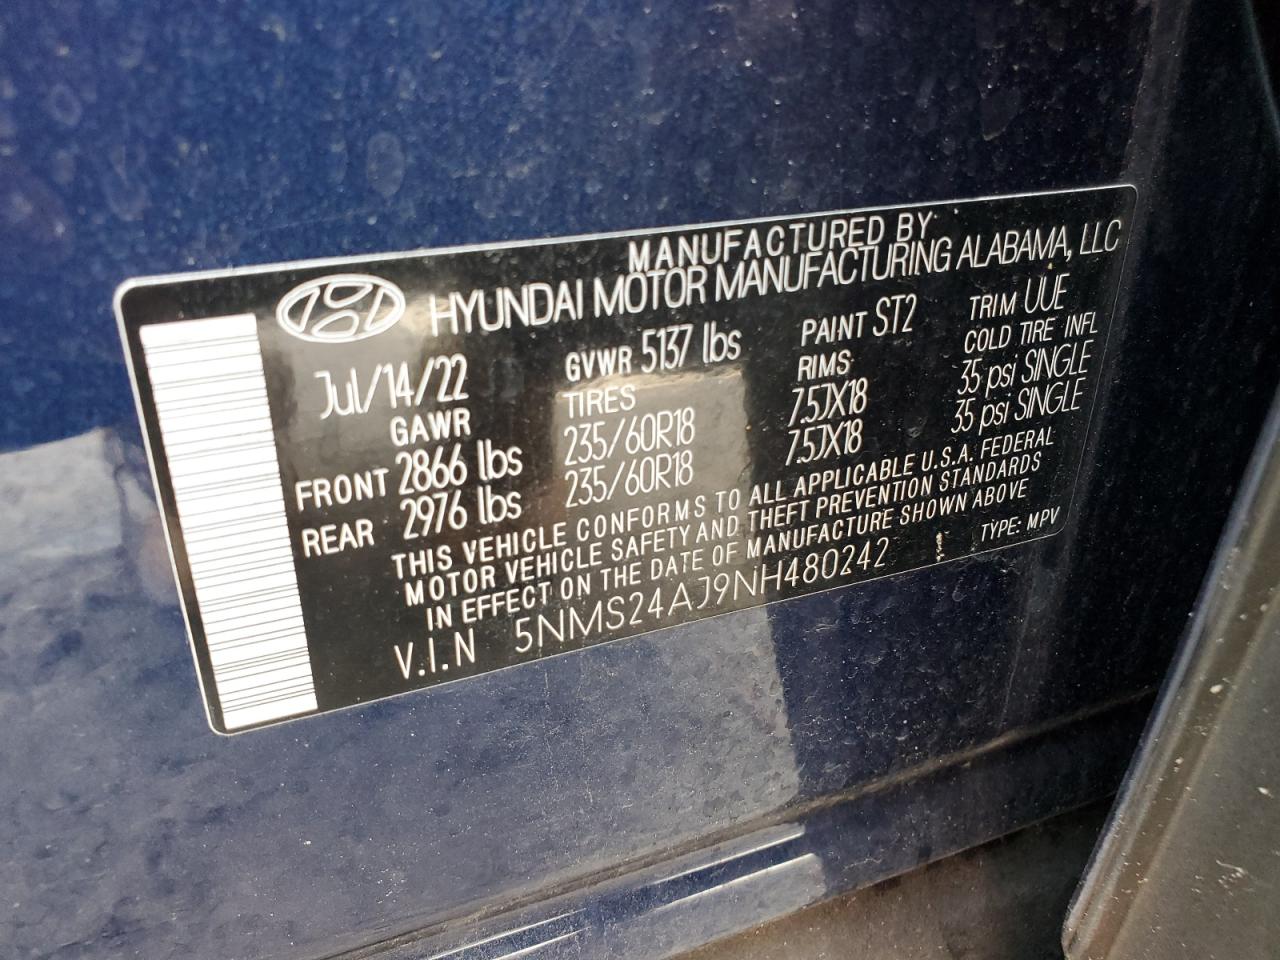 MANUFACTURED BY
HYUNDAI MOTOR MANUFACTURING ALABAMA, LLC
Jul/14/22 GVWR 5137 lbs PAINT ST2 TRIM UUE
GAWR TIRES RIMS COLD TIRE INFL
FRONT 2866 lbs 235/60R18 7.5JX18 35 psi SINGLE
REAR 2976 lbs 235/60R18 7.5JX18 35 psi SINGLE
THIS VEHICLE CONFORMS TO ALL APPLICABLE U.S.A. FEDERAL
MOTOR VEHICLE SAFETY AND THEFT PREVENTION STANDARDS
IN EFFECT ON THE DATE OF MANUFACTURE SHOWN ABOVE
V.I.N 5NMS24AJ9NH480242 TYPE: MPV